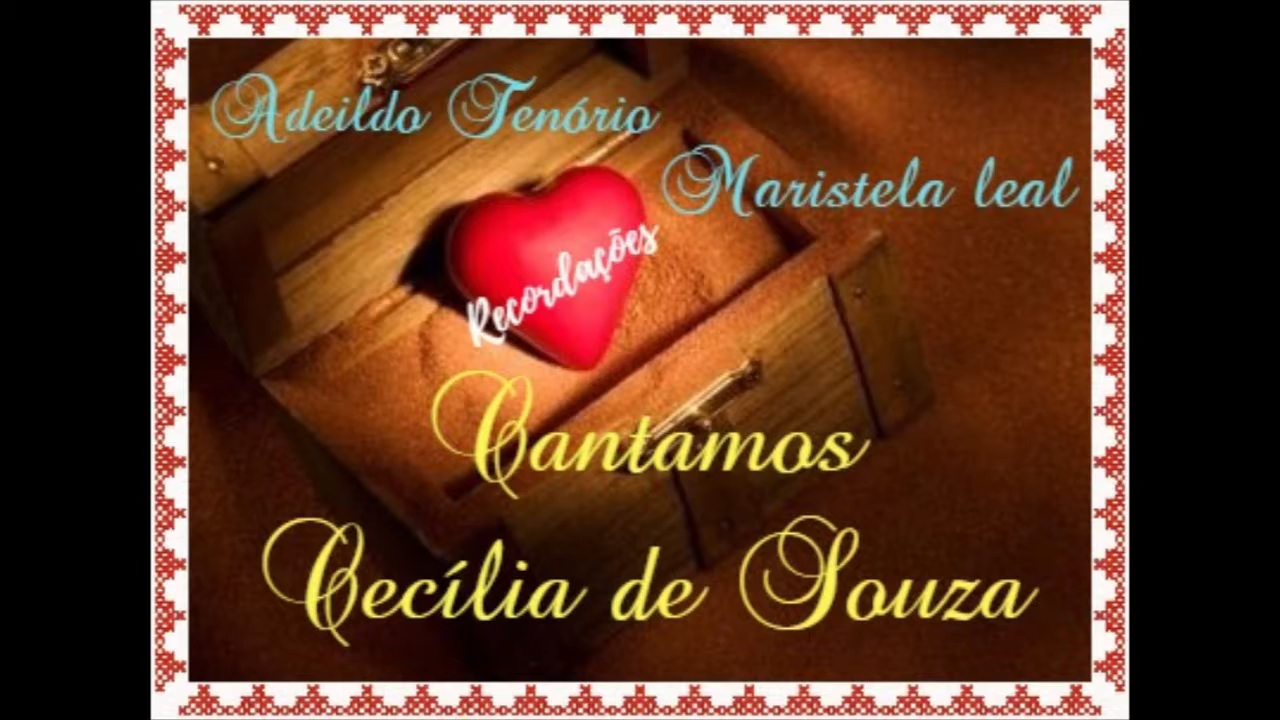 Adeildo Tenório
Maristela leal
Recordações
Cantamos
Cecília de Souza